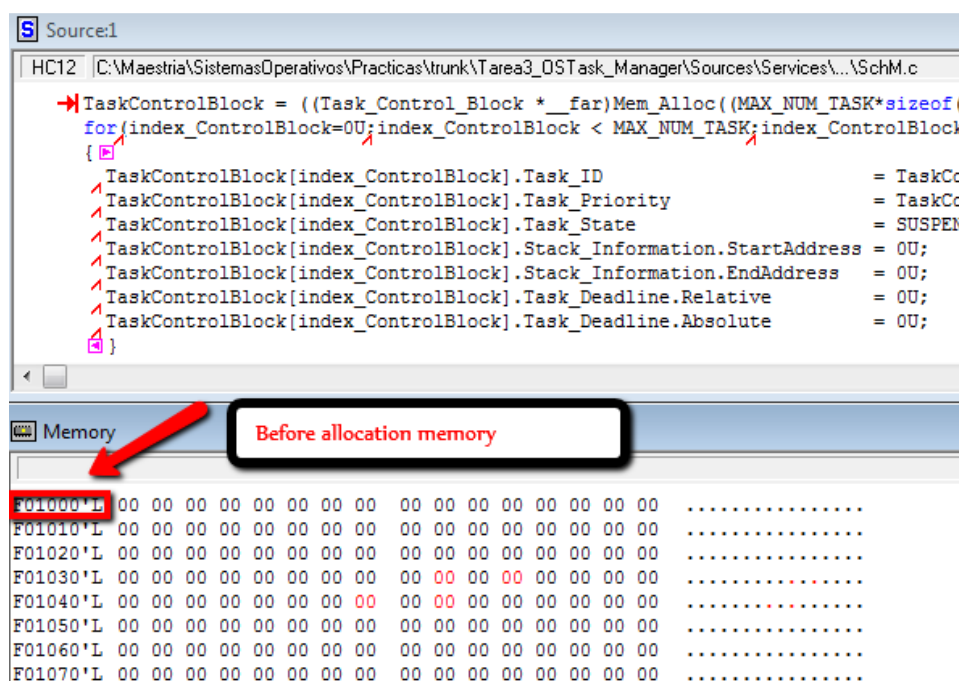 S Source:1
HC12 C:\Maestria\SistemasOperativos\Practicas\trunk\Tarea3_OSTask_Manager\Sources\Services\...\SchM.c
TaskControlBlock = ((Task_Control_Block *__far)Mem_Alloc((MAX_NUM_TASK*sizeof(
for(index_ControlBlock=0U;index_ControlBlock < MAX_NUM_TASK;index_ControlBlock
{
TaskControlBlock[index_ControlBlock].Task_ID = TaskCo
TaskControlBlock[index_ControlBlock].Task_Priority = TaskCo
TaskControlBlock[index_ControlBlock].Task_State = SUSPEN
TaskControlBlock[index_ControlBlock].Stack_Information.StartAddress = 0U;
TaskControlBlock[index_ControlBlock].Stack_Information.EndAddress = 0U;
TaskControlBlock[index_ControlBlock].Task_Deadline.Relative = 0U;
TaskControlBlock[index_ControlBlock].Task_Deadline.Absolute = 0U;
}
Memory
Before allocation memory
F01000'L 00 00 00 00 00 00 00 00 00 00 00 00 00 00 00 00 ................
F01010'L 00 00 00 00 00 00 00 00 00 00 00 00 00 00 00 00 ................
F01020'L 00 00 00 00 00 00 00 00 00 00 00 00 00 00 00 00 ................
F01030'L 00 00 00 00 00 00 00 00 00 00 00 00 00 00 00 00 ................
F01040'L 00 00 00 00 00 00 00 00 00 00 00 00 00 00 00 00 ................
F01050'L 00 00 00 00 00 00 00 00 00 00 00 00 00 00 00 00 ................
F01060'L 00 00 00 00 00 00 00 00 00 00 00 00 00 00 00 00 ................
F01070'L 00 00 00 00 00 00 00 00 00 00 00 00 00 00 00 00 ................